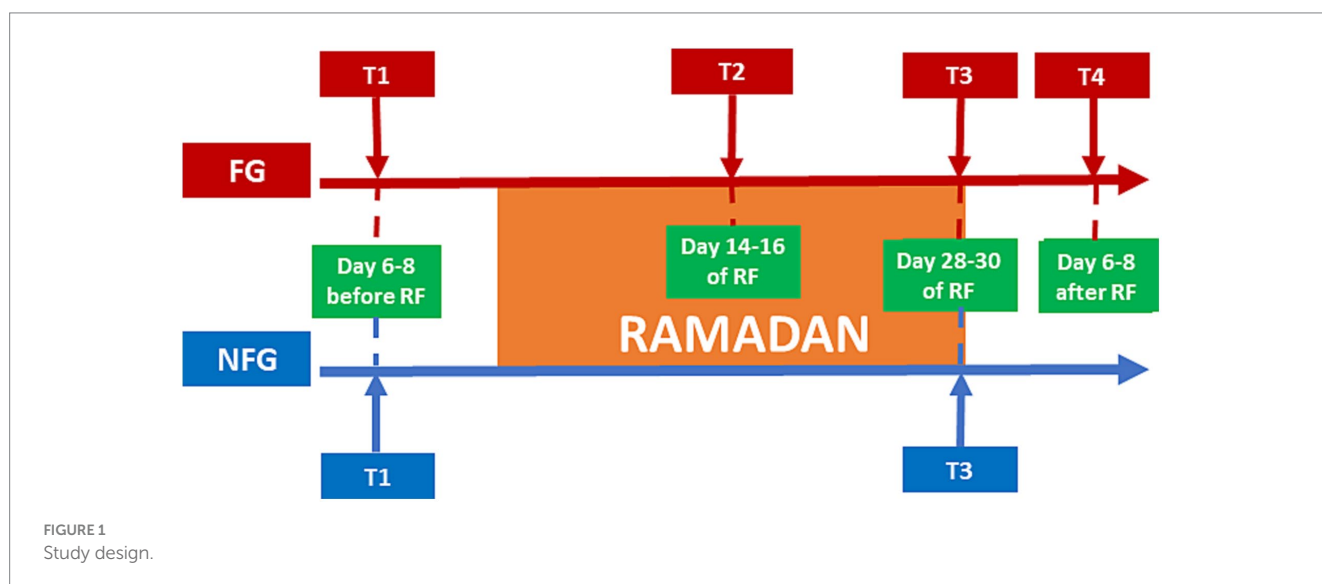 T1
T2
T3
T4
FG
Day 6-8
before RF
Day 14-16
of RF
Day 28-30
of RF
Day 6-8
after RF
RAMADAN
NFG
T1
T3
FIGURE 1
Study design.